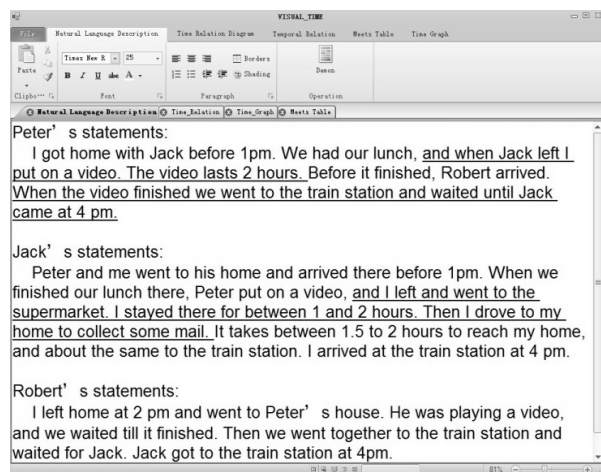 VISUAL_TIME
File Natural Language Description Time Relation Diagram Temporal Relation Meets Table Time Graph
Times New R 25 Borders
Paste B I U abc A Shading Damon
Clipbo... Font Paragraph Operation
Natural Language Description Time_Relation Time_Graph Meets Table
Peter's statements:
I got home with Jack before 1pm. We had our lunch, and when Jack left I
put on a video. The video lasts 2 hours. Before it finished, Robert arrived.
When the video finished we went to the train station and waited until Jack
came at 4 pm.
Jack's statements:
Peter and me went to his home and arrived there before 1pm. When we
finished our lunch there, Peter put on a video, and I left and went to the
supermarket. I stayed there for between 1 and 2 hours. Then I drove to my
home to collect some mail. It takes between 1.5 to 2 hours to reach my home,
and about the same to the train station. I arrived at the train station at 4 pm.
Robert's statements:
I left home at 2 pm and went to Peter's house. He was playing a video,
and we waited till it finished. Then we went together to the train station and
waited for Jack. Jack got to the train station at 4pm.
81%